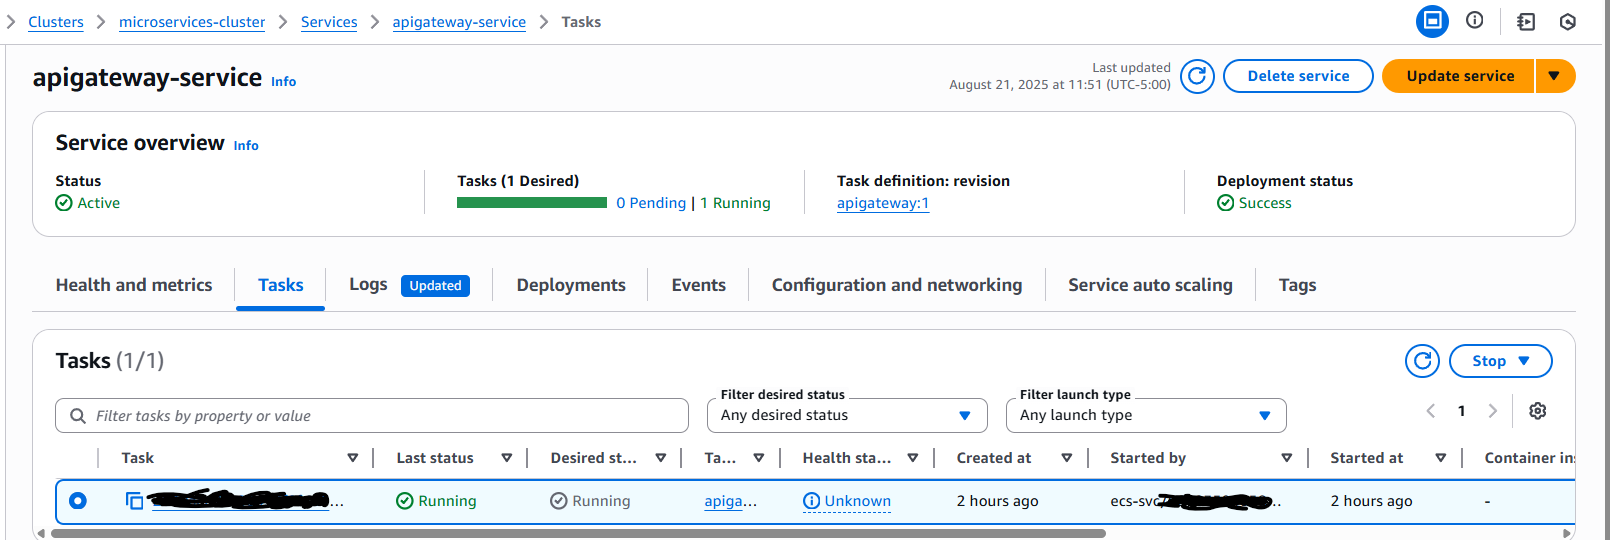 Clusters microservices-cluster Services apigateway-service Tasks
apigateway-service Info
Last updated
August 21, 2025 at 11:51 (UTC-5:00)
Delete service
Update service
Service overview Info
Status
Active
Tasks (1 Desired)
0 Pending | 1 Running
Task definition: revision
apigateway:1
Deployment status
Success
Health and metrics Tasks Logs Updated Deployments Events Configuration and networking Service auto scaling Tags
Tasks (1/1)
Stop
Filter tasks by property or value
Filter desired status
Any desired status
Filter launch type
Any launch type
1
Task Last status Desired st... Ta... Health sta... Created at Started by Started at Container in
... Running Running apiga... Unknown 2 hours ago ecs-svc .. 2 hours ago -